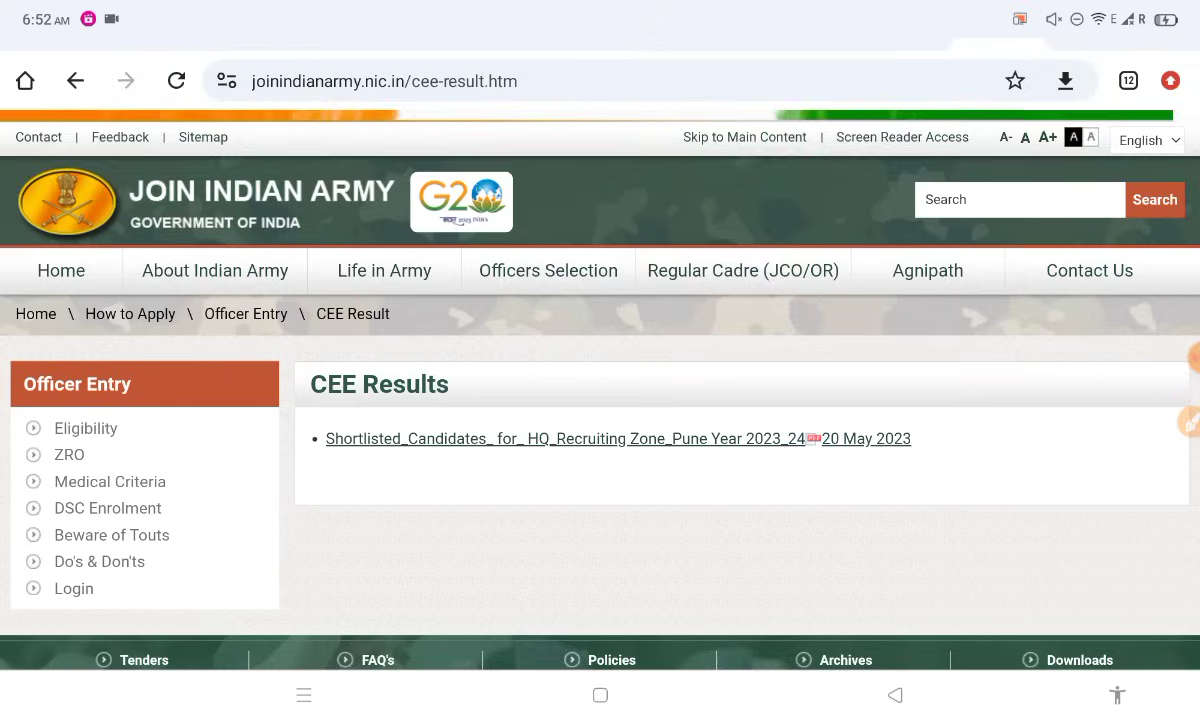 6:52 AM
E R
joinindianarmy.nic.in/cee-result.htm
12
Contact | Feedback | Sitemap
Skip to Main Content | Screen Reader Access A- A A+ A A English
JOIN INDIAN ARMY
GOVERNMENT OF INDIA
G20
Search Search
Home About Indian Army Life in Army Officers Selection Regular Cadre (JCO/OR) Agnipath Contact Us
Home \ How to Apply \ Officer Entry \ CEE Result
Officer Entry
Eligibility
ZRO
Medical Criteria
DSC Enrolment
Beware of Touts
Do's & Don'ts
Login
CEE Results
• Shortlisted_Candidates_ for_ HQ_Recruiting Zone_Pune Year 2023_24 20 May 2023
Tenders FAQ's Policies Archives Downloads